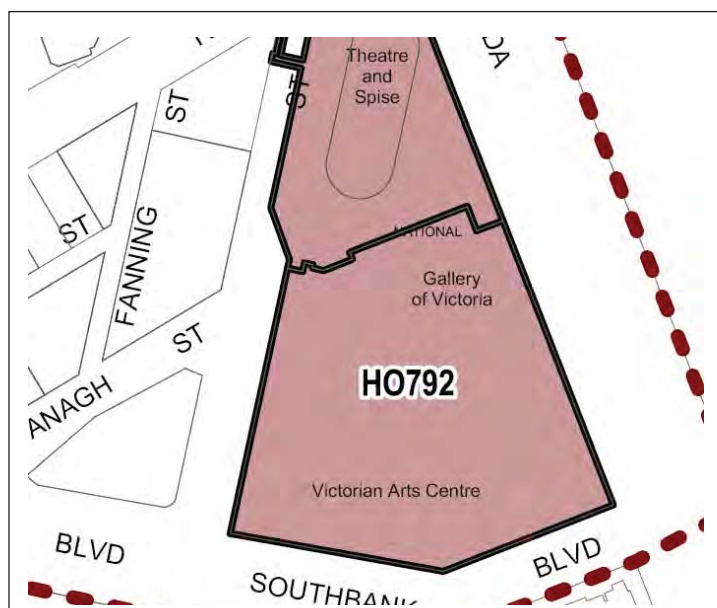 Theatre
and
Spise
ST
ST
ST
FANNING
NATIONAL
Gallery
of Victoria
ST
HO792
ANAGH
Victorian Arts Centre
BLVD
BLVD
SOUTHBANK